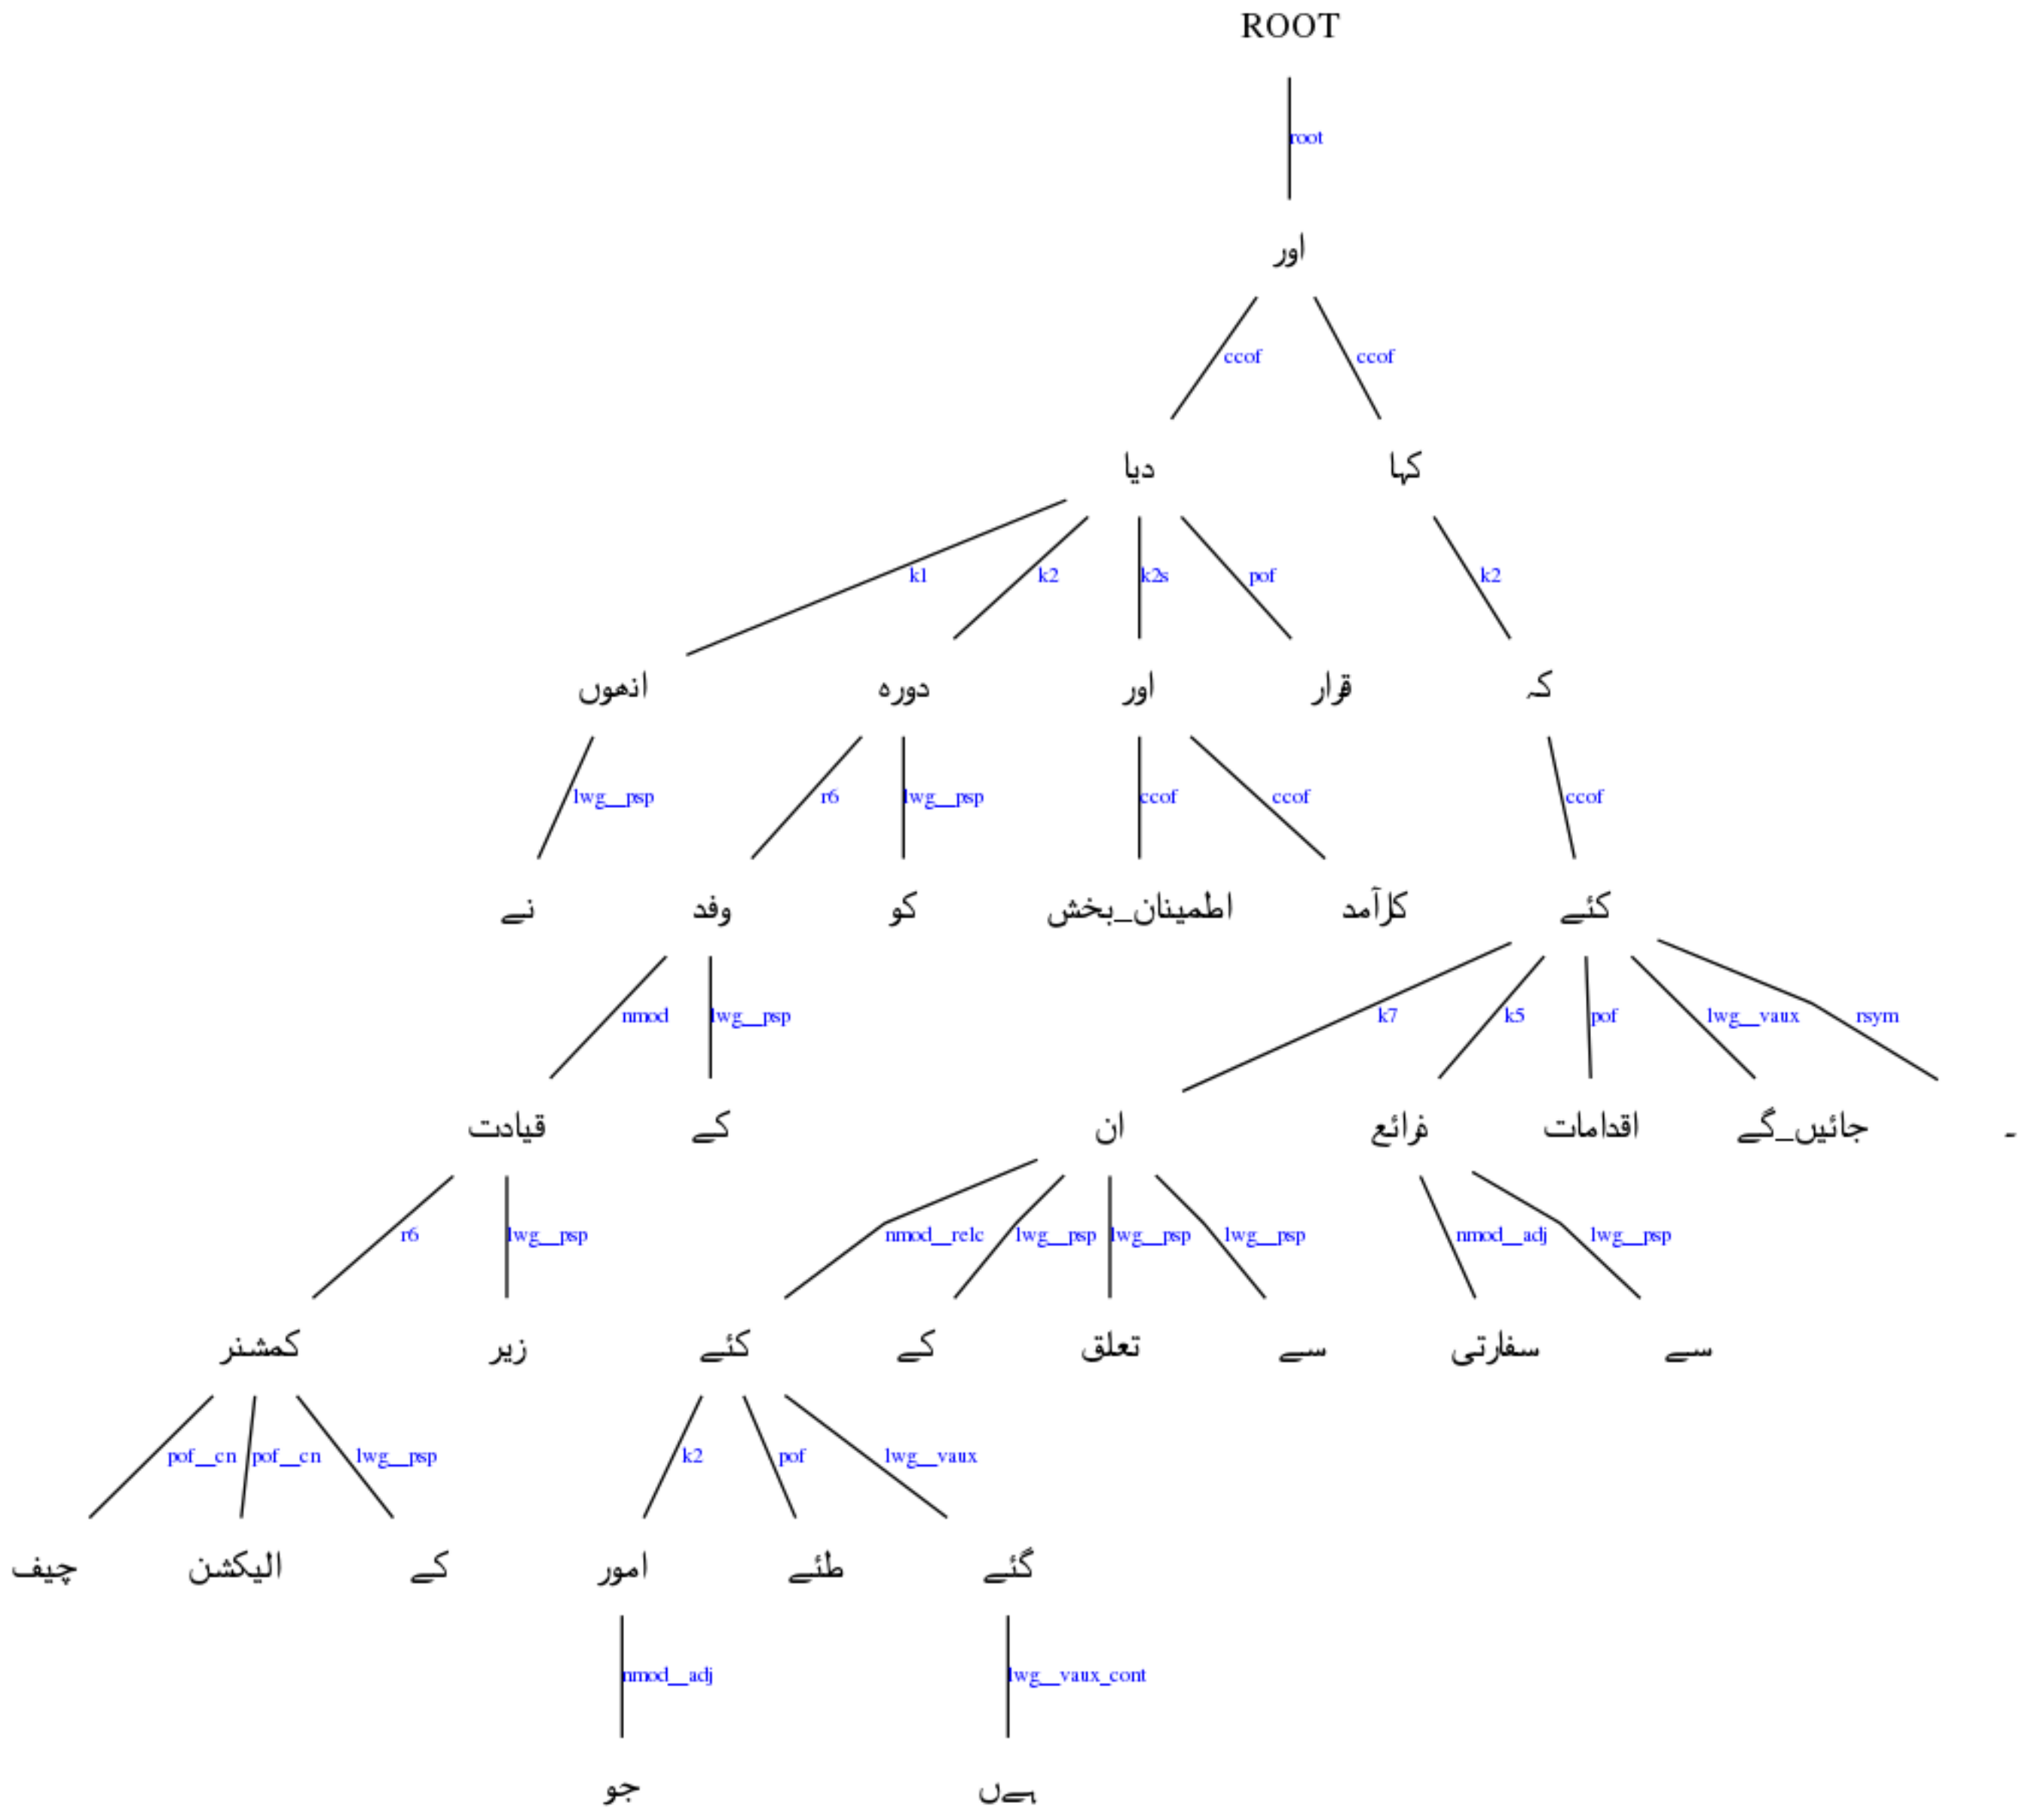 ROOT
root
اور
ccof ccof
دیا کہا
k1 k2 k2s pof k2
انھوں دورہ اور قرار کہ
lwg__psp r6 lwg__psp ccof ccof ccof
نے وفد کو اطمینان_بخش کارآمد کئے
nmod lwg__psp k7 k5 pof lwg__vaux rsym
قیادت کے ان ذرائع اقدامات جائیں_گے ۔
r6 lwg__psp nmod__relc lwg__psp lwg__psp lwg__psp nmod__adj lwg__psp
کمشنر زیر کئے کے تعلق سے سفارتی سے
pof__cn pof__cn lwg__psp k2 pof lwg__vaux
چیف الیکشن کے امور طئے گئے
nmod__adj lwg__vaux_cont
جو ہےں